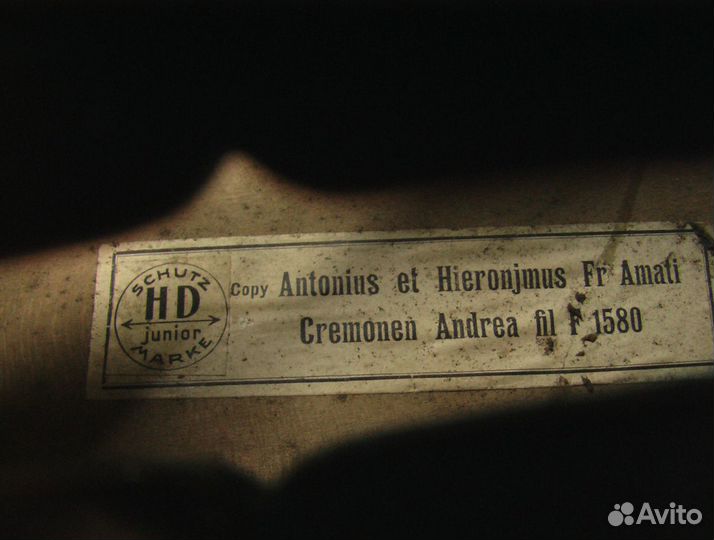 SCHUTZ
HD
junior
MARKE
Copy Antonius et Hieronjmus Fr Amati
Cremonen Andrea fil F 1580
Avito